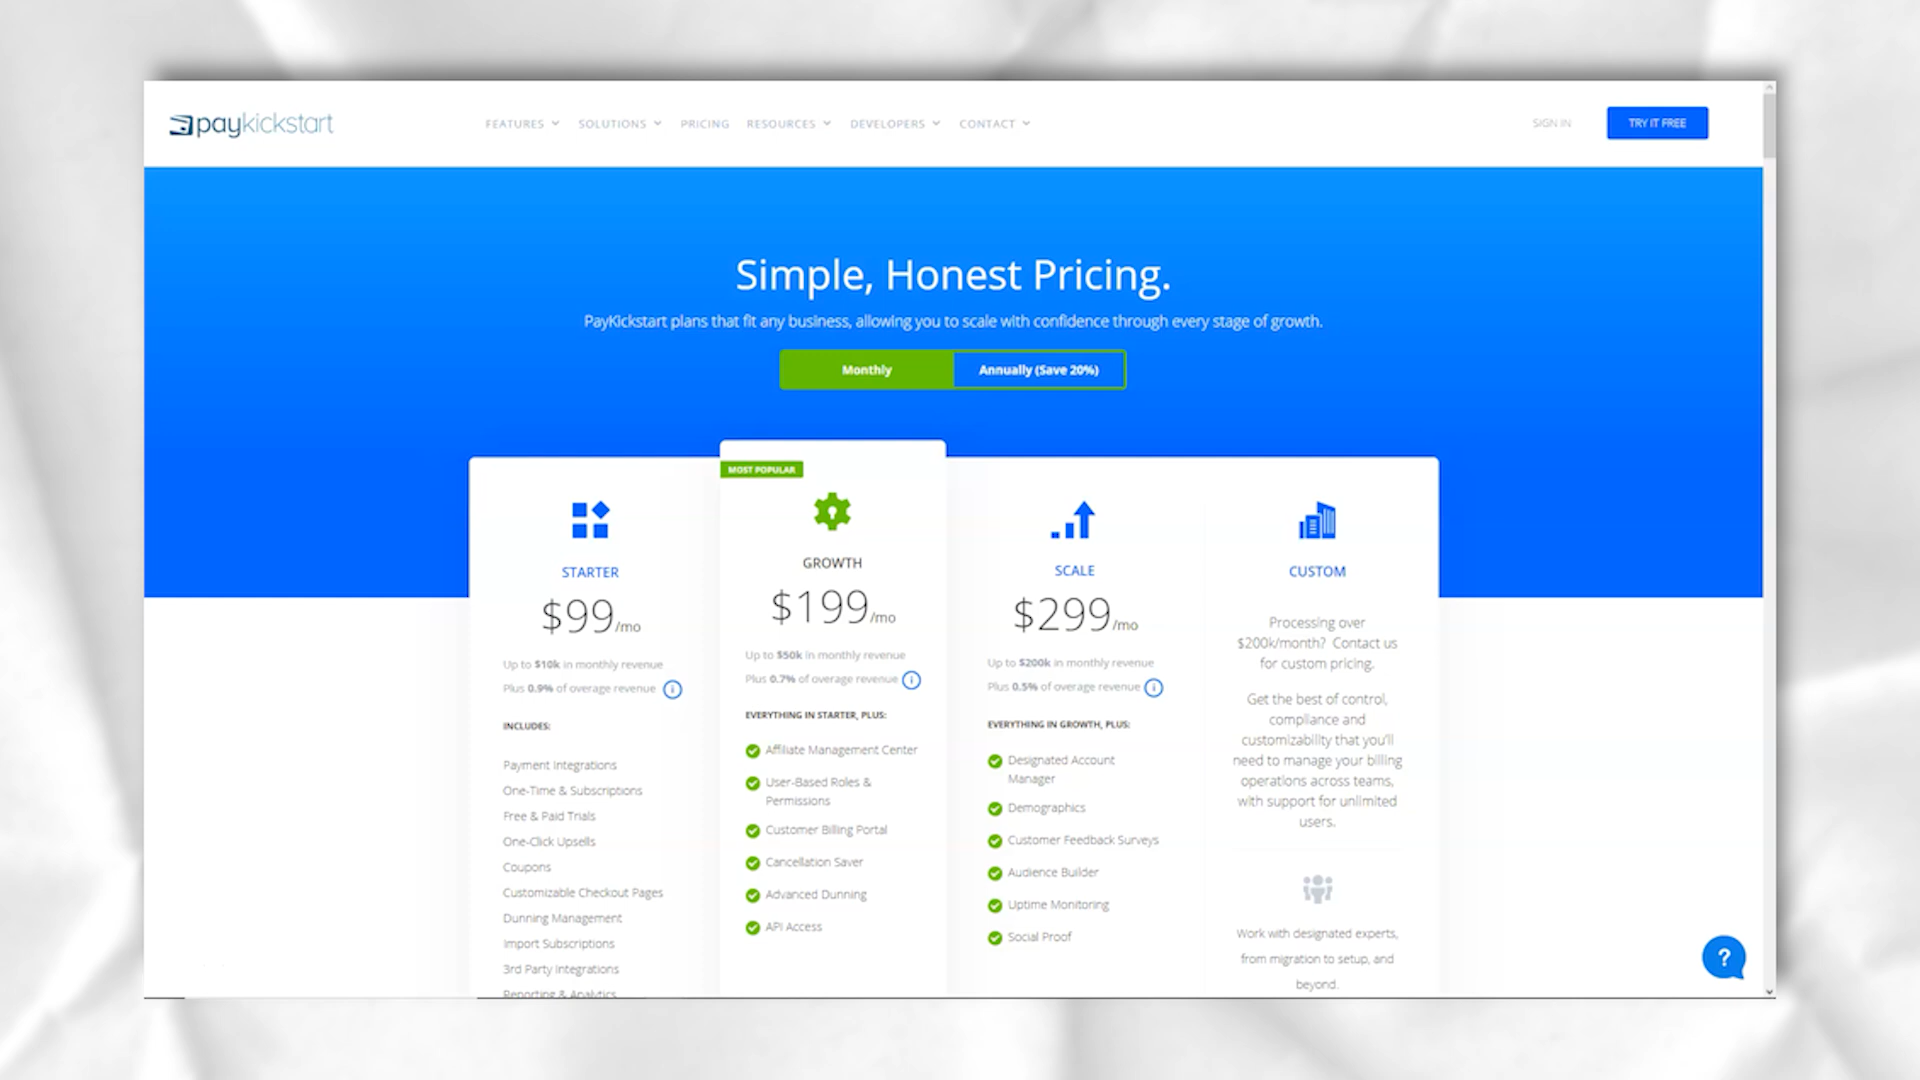 paykickstart
FEATURES
SOLUTIONS
PRICING
RESOURCES
DEVELOPERS
CONTACT
SIGN IN
TRY IT FREE
Simple, Honest Pricing.
PayKickstart plans that fit any business, allowing you to scale with confidence through every stage of growth.
Monthly
Annually (Save 20%)
STARTER
$99/mo
Up to $10k in monthly revenue
Plus 0.9% of overage revenue
INCLUDES:
Payment Integrations
One-Time & Subscriptions
Free & Paid Trials
One-Click Upsells
Coupons
Customizable Checkout Pages
Dunning Management
Import Subscriptions
3rd Party Integrations
Reporting & Analytics
MOST POPULAR
GROWTH
$199/mo
Up to $50k in monthly revenue
Plus 0.7% of overage revenue
EVERYTHING IN STARTER, PLUS:
Affiliate Management Center
User-Based Roles &
Permissions
Customer Billing Portal
Cancellation Saver
Advanced Dunning
API Access
SCALE
$299/mo
Up to $200k in monthly revenue
Plus 0.5% of overage revenue
EVERYTHING IN GROWTH, PLUS:
Designated Account
Manager
Demographics
Customer Feedback Surveys
Audience Builder
Uptime Monitoring
Social Proof
CUSTOM
Processing over
$200k/month? Contact us
for custom pricing.
Get the best of control,
compliance and
customizability that you'll
need to manage your billing
operations across teams,
with support for unlimited
users.
Work with designated experts,
from migration to setup, and
beyond.
?